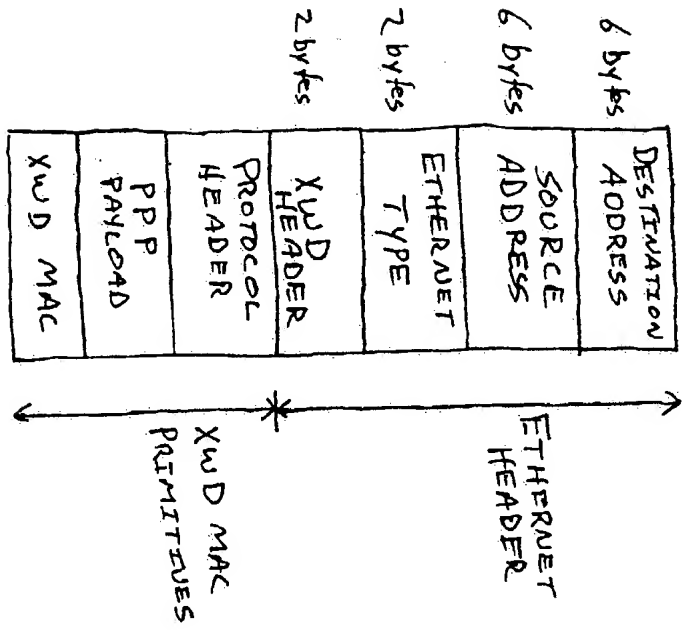 6 bytes
DESTINATION
ADDRESS
6 bytes
SOURCE
ADDRESS
2 bytes
ETHERNET
TYPE
2 bytes
XWD
HEADER
PROTOCOL
HEADER
PPP
PAYLOAD
XWD MAC
ETHERNET
HEADER
XWD MAC
PRIMITIVES